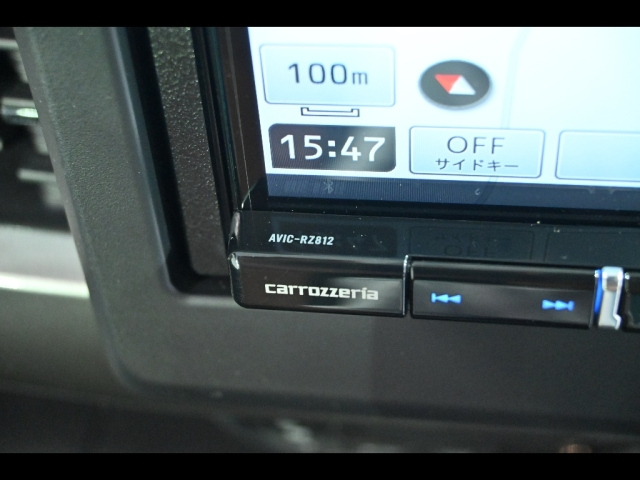 100m
15:47
OFF
サイドキー
AVIC-RZ812
carrozzeria